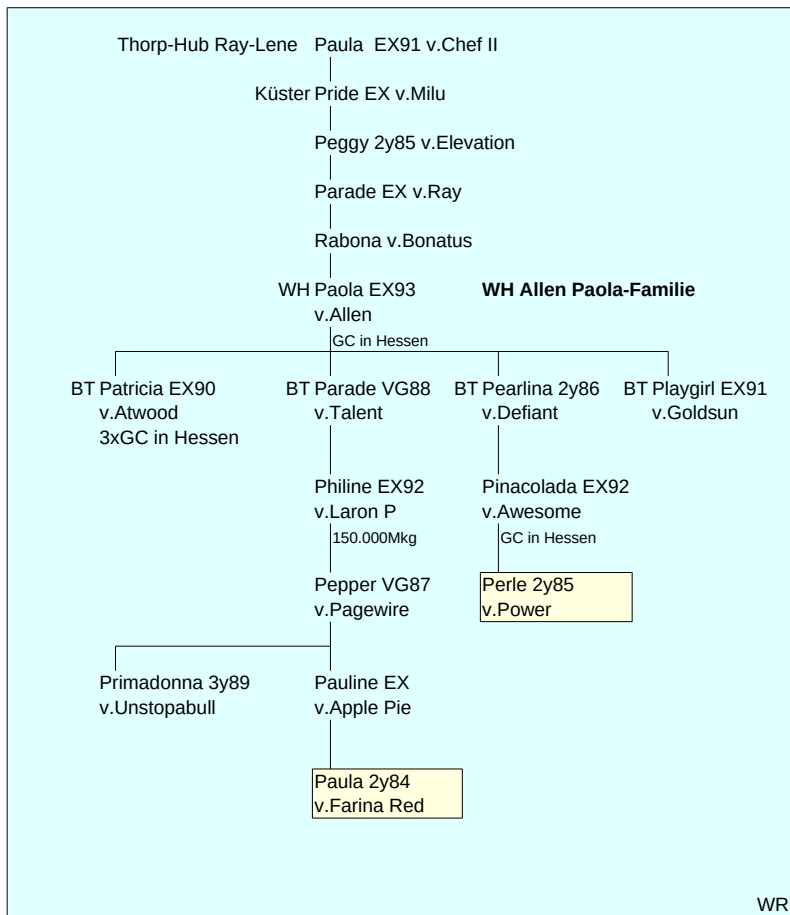 Thorp-Hub Ray-Lene Paula EX91 v.Chef II
Küster Pride EX v.Milu
Peggy 2y85 v.Elevation
Parade EX v.Ray
Rabona v.Bonatus
WH Paola EX93
v.Allen
WH Allen Paola-Familie
GC in Hessen
BT Patricia EX90
v.Atwood
3xGC in Hessen
BT Parade VG88
v.Talent
BT Pearlina 2y86
v.Defiant
BT Playgirl EX91
v.Goldsun
Philine EX92
v.Laron P
150.000Mkg
Pinacolada EX92
v.Awesome
GC in Hessen
Pepper VG87
v.Pagewire
Perle 2y85
v.Power
Primadonna 3y89
v.Unstopabull
Pauline EX
v.Apple Pie
Paula 2y84
v.Farina Red
WR